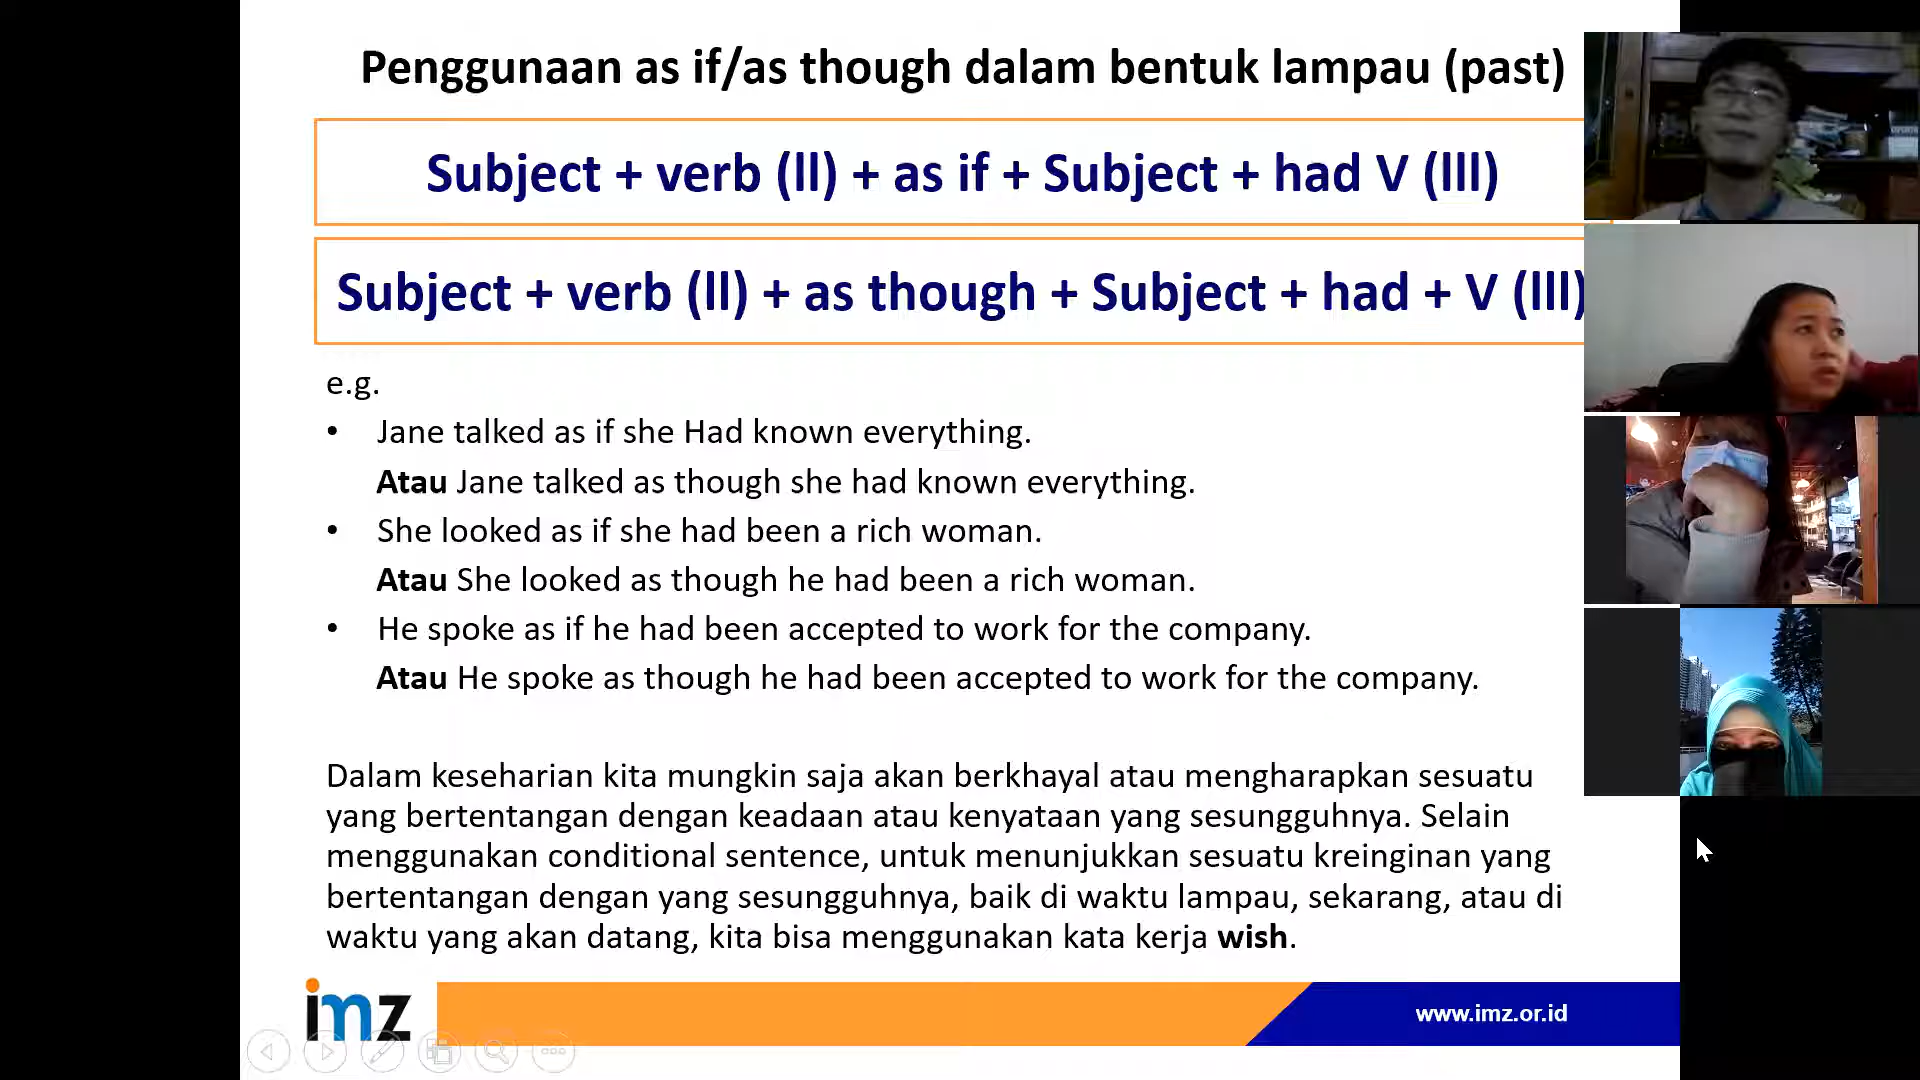 Penggunaan as if/as though dalam bentuk lampau (past)
Subject + verb (II) + as if + Subject + had V (III)
Subject + verb (II) + as though + Subject + had + V (III)
e.g.
• Jane talked as if she Had known everything.
Atau Jane talked as though she had known everything.
• She looked as if she had been a rich woman.
Atau She looked as though he had been a rich woman.
• He spoke as if he had been accepted to work for the company.
Atau He spoke as though he had been accepted to work for the company.
Dalam keseharian kita mungkin saja akan berkhayal atau mengharapkan sesuatu
yang bertentangan dengan keadaan atau kenyataan yang sesungguhnya. Selain
menggunakan conditional sentence, untuk menunjukkan sesuatu kreinginan yang
bertentangan dengan yang sesungguhnya, baik di waktu lampau, sekarang, atau di
waktu yang akan datang, kita bisa menggunakan kata kerja wish.
imz
www.imz.or.id